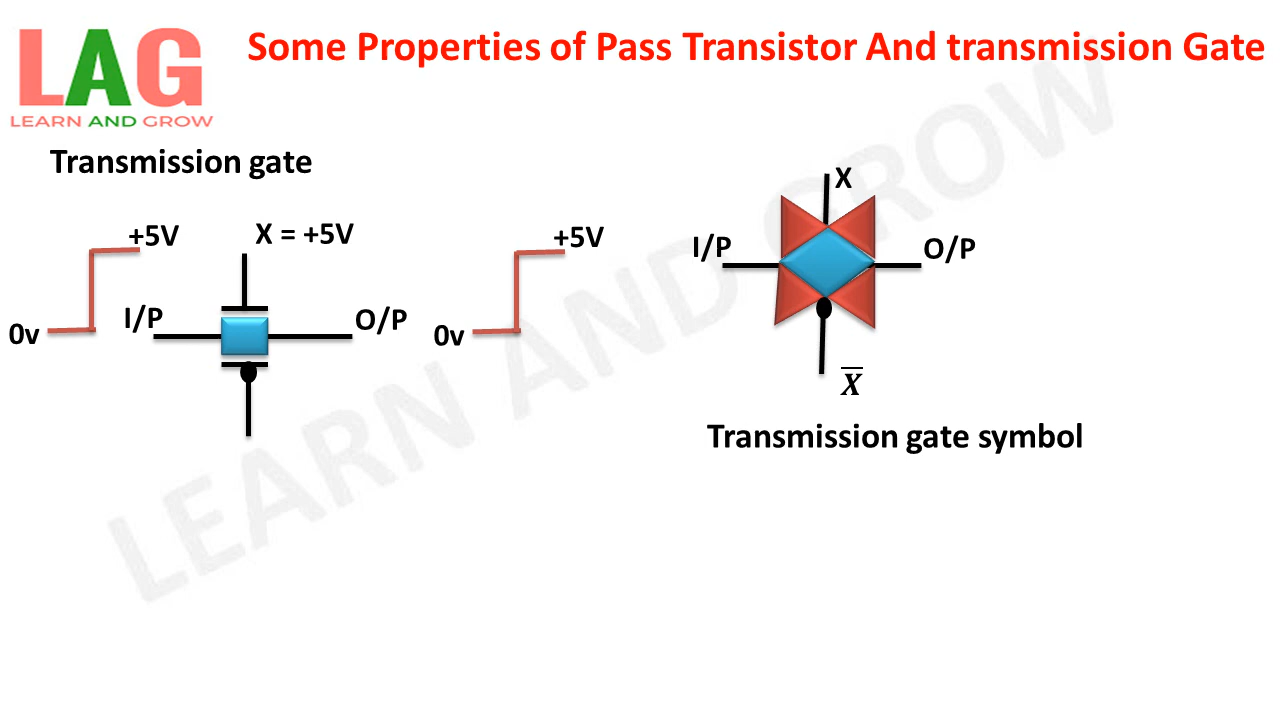 LAG
LEARN AND GROW
Some Properties of Pass Transistor And transmission Gate
Transmission gate
+5V
X = +5V
0v
I/P
O/P
+5V
0v
X
I/P
O/P
X̅
Transmission gate symbol
LEARN AND GROW